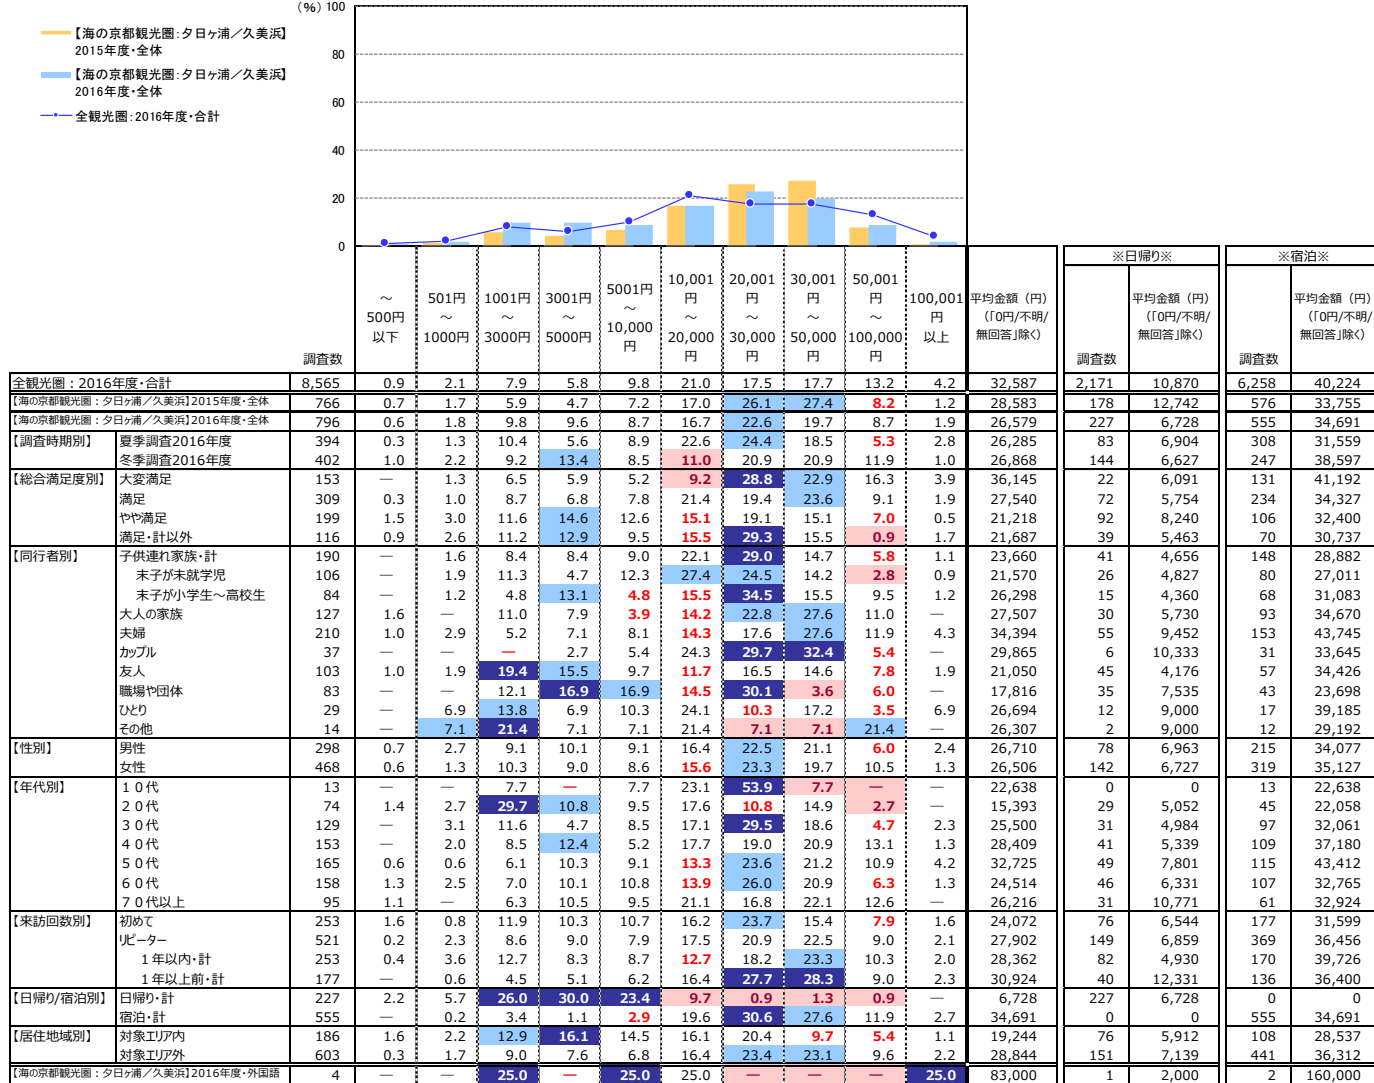 (%) 100
80
60
40
20
0
【海の京都観光圏:夕日ヶ浦／久美浜】
2015年度・全体
【海の京都観光圏:夕日ヶ浦／久美浜】
2016年度・全体
全観光圏:2016年度・合計
※日帰り※ ※宿泊※
調査数
～
500円
以下
501円
～
1000円
1001円
～
3000円
3001円
～
5000円
5001円
～
10,000
円
10,001
円
～
20,000
円
20,001
円
～
30,000
円
30,001
円
～
50,000
円
50,001
円
～
100,000
円
100,001
円
以上
平均金額（円）
（「0円/不明/
無回答」除く）
調査数
平均金額（円）
（「0円/不明/
無回答」除く）
調査数
平均金額（円）
（「0円/不明/
無回答」除く）
全観光圏：2016年度・合計 8,565 0.9 2.1 7.9 5.8 9.8 21.0 17.5 17.7 13.2 4.2 32,587 2,171 10,870 6,258 40,224
【海の京都観光圏：夕日ヶ浦／久美浜】2015年度・全体 766 0.7 1.7 5.9 4.7 7.2 17.0 26.1 27.4 8.2 1.2 28,583 178 12,742 576 33,755
【海の京都観光圏：夕日ヶ浦／久美浜】2016年度・全体 796 0.6 1.8 9.8 9.6 8.7 16.7 22.6 19.7 8.7 1.9 26,579 227 6,728 555 34,691
【調査時期別】 夏季調査2016年度 394 0.3 1.3 10.4 5.6 8.9 22.6 24.4 18.5 5.3 2.8 26,285 83 6,904 308 31,559
冬季調査2016年度 402 1.0 2.2 9.2 13.4 8.5 11.0 20.9 20.9 11.9 1.0 26,868 144 6,627 247 38,597
【総合満足度別】 大変満足 153 — 1.3 6.5 5.9 5.2 9.2 28.8 22.9 16.3 3.9 36,145 22 6,091 131 41,192
満足 309 0.3 1.0 8.7 6.8 7.8 21.4 19.4 23.6 9.1 1.9 27,540 72 5,754 234 34,327
やや満足 199 1.5 3.0 11.6 14.6 12.6 15.1 19.1 15.1 7.0 0.5 21,218 92 8,240 106 32,400
満足・計以外 116 0.9 2.6 11.2 12.9 9.5 15.5 29.3 15.5 0.9 1.7 21,687 39 5,463 70 30,737
【同行者別】 子供連れ家族・計 190 — 1.6 8.4 8.4 9.0 22.1 29.0 14.7 5.8 1.1 23,660 41 4,656 148 28,882
末子が未就学児 106 — 1.9 11.3 4.7 12.3 27.4 24.5 14.2 2.8 0.9 21,570 26 4,827 80 27,011
末子が小学生～高校生 84 — 1.2 4.8 13.1 4.8 15.5 34.5 15.5 9.5 1.2 26,298 15 4,360 68 31,083
大人の家族 127 1.6 — 11.0 7.9 3.9 14.2 22.8 27.6 11.0 — 27,507 30 5,730 93 34,670
夫婦 210 1.0 2.9 5.2 7.1 8.1 14.3 17.6 27.6 11.9 4.3 34,394 55 9,452 153 43,745
カップル 37 — — — 2.7 5.4 24.3 29.7 32.4 5.4 — 29,865 6 10,333 31 33,645
友人 103 1.0 1.9 19.4 15.5 9.7 11.7 16.5 14.6 7.8 1.9 21,050 45 4,176 57 34,426
職場や団体 83 — — 12.1 16.9 16.9 14.5 30.1 3.6 6.0 — 17,816 35 7,535 43 23,698
ひとり 29 — 6.9 13.8 6.9 10.3 24.1 10.3 17.2 3.5 6.9 26,694 12 9,000 17 39,185
その他 14 — 7.1 21.4 7.1 7.1 21.4 7.1 7.1 21.4 — 26,307 2 9,000 12 29,192
【性別】 男性 298 0.7 2.7 9.1 10.1 9.1 16.4 22.5 21.1 6.0 2.4 26,710 78 6,963 215 34,077
女性 468 0.6 1.3 10.3 9.0 8.6 15.6 23.3 19.7 10.5 1.3 26,506 142 6,727 319 35,127
【年代別】 １０代 13 — — 7.7 — 7.7 23.1 53.9 7.7 — — 22,638 0 0 13 22,638
２０代 74 1.4 2.7 29.7 10.8 9.5 17.6 10.8 14.9 2.7 — 15,393 29 5,052 45 22,058
３０代 129 — 3.1 11.6 4.7 8.5 17.1 29.5 18.6 4.7 2.3 25,500 31 4,984 97 32,061
４０代 153 — 2.0 8.5 12.4 5.2 17.7 19.0 20.9 13.1 1.3 28,409 41 5,339 109 37,180
５０代 165 0.6 0.6 6.1 10.3 9.1 13.3 23.6 21.2 10.9 4.2 32,725 49 7,801 115 43,412
６０代 158 1.3 2.5 7.0 10.1 10.8 13.9 26.0 20.9 6.3 1.3 24,514 46 6,331 107 32,765
７０代以上 95 1.1 — 6.3 10.5 9.5 21.1 16.8 22.1 12.6 — 26,216 31 10,771 61 32,924
【来訪回数別】 初めて 253 1.6 0.8 11.9 10.3 10.7 16.2 23.7 15.4 7.9 1.6 24,072 76 6,544 177 31,599
リピーター 521 0.2 2.3 8.6 9.0 7.9 17.5 20.9 22.5 9.0 2.1 27,902 149 6,859 369 36,456
１年以内・計 253 0.4 3.6 12.7 8.3 8.7 12.7 18.2 23.3 10.3 2.0 28,362 82 4,930 170 39,726
１年以上前・計 177 — 0.6 4.5 5.1 6.2 16.4 27.7 28.3 9.0 2.3 30,924 40 12,331 136 36,400
【日帰り/宿泊別】 日帰り・計 227 2.2 5.7 26.0 30.0 23.4 9.7 0.9 1.3 0.9 — 6,728 227 6,728 0 0
宿泊・計 555 — 0.2 3.4 1.1 2.9 19.6 30.6 27.6 11.9 2.7 34,691 0 0 555 34,691
【居住地域別】 対象エリア内 186 1.6 2.2 12.9 16.1 14.5 16.1 20.4 9.7 5.4 1.1 19,244 76 5,912 108 28,537
対象エリア外 603 0.3 1.7 9.0 7.6 6.8 16.4 23.4 23.1 9.6 2.2 28,844 151 7,139 441 36,312
【海の京都観光圏：夕日ヶ浦／久美浜】2016年度・外国語 4 — — 25.0 — 25.0 25.0 — — — 25.0 83,000 1 2,000 2 160,000